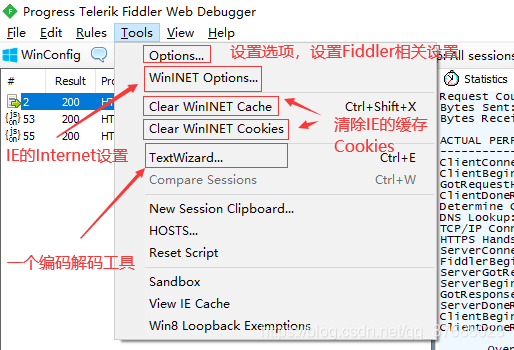 Progress Telerik Fiddler Web Debugger
File Edit Rules Tools View Help
WinConfig
Options... 设置选项，设置Fiddler相关设置 : All sessions
# Result Pro
WinINET Options... Statistics
2 200 HT
53 200 HT
55 200 HT
Clear WinINET Cache Ctrl+Shift+X
Clear WinINET Cookies
清除IE的缓存
Cookies
IE的Internet设置
TextWizard... Ctrl+E
Compare Sessions Ctrl+W
New Session Clipboard...
HOSTS...
Reset Script
一个编码解码工具
Sandbox
View IE Cache
Win8 Loopback Exemptions
Request Cou
Bytes Sent:
Bytes Recei
ACTUAL PERF
ClientConne
ClientBegin
GotRequestH
ClientDoneR
Determine G
DNS Lookup:
TCP/IP Conn
HTTPS Hands
ServerConne
FiddlerBegi
ServerGotRe
ServerBegin
GotResponse
ServerDoneR
ClientBegin
ClientDoneR
Over